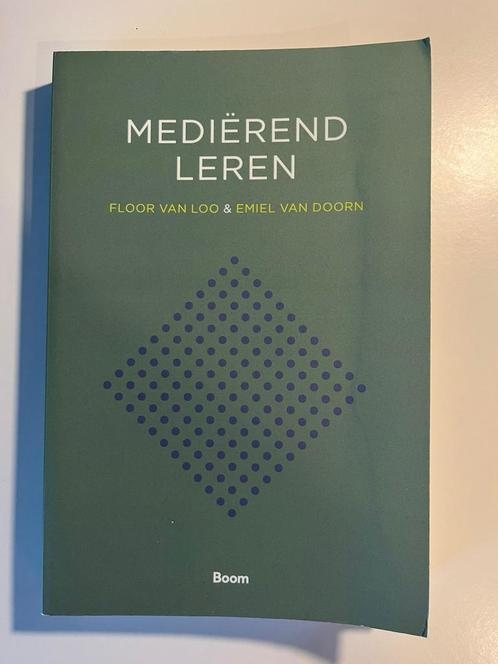 MEDIËREND
LEREN
FLOOR VAN LOO & EMIEL VAN DOORN
Boom